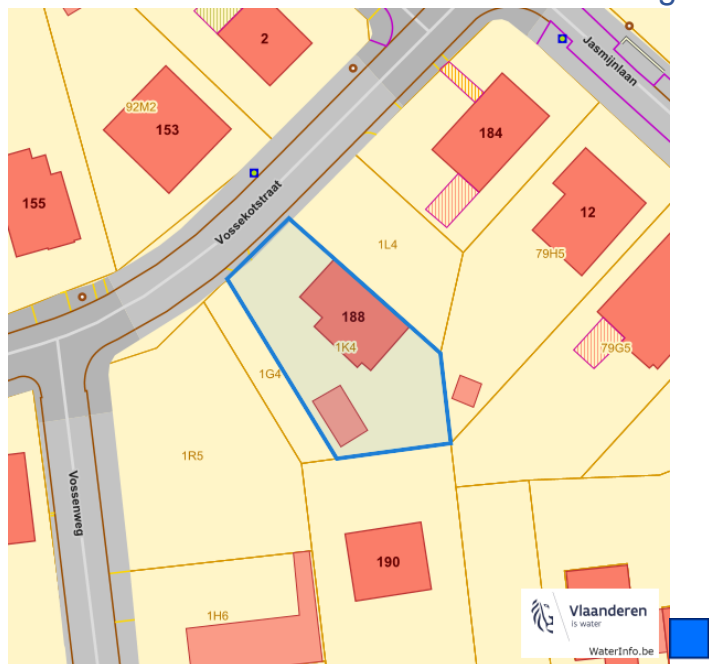 g
2
Jasmijnlaan
92M2
153
184
155
12
Vossekotstraat
1L4
79H5
188
1K4
79G5
1G4
1R5
Vossenweg
190
1H6
Vlaanderen
is water
WaterInfo.be